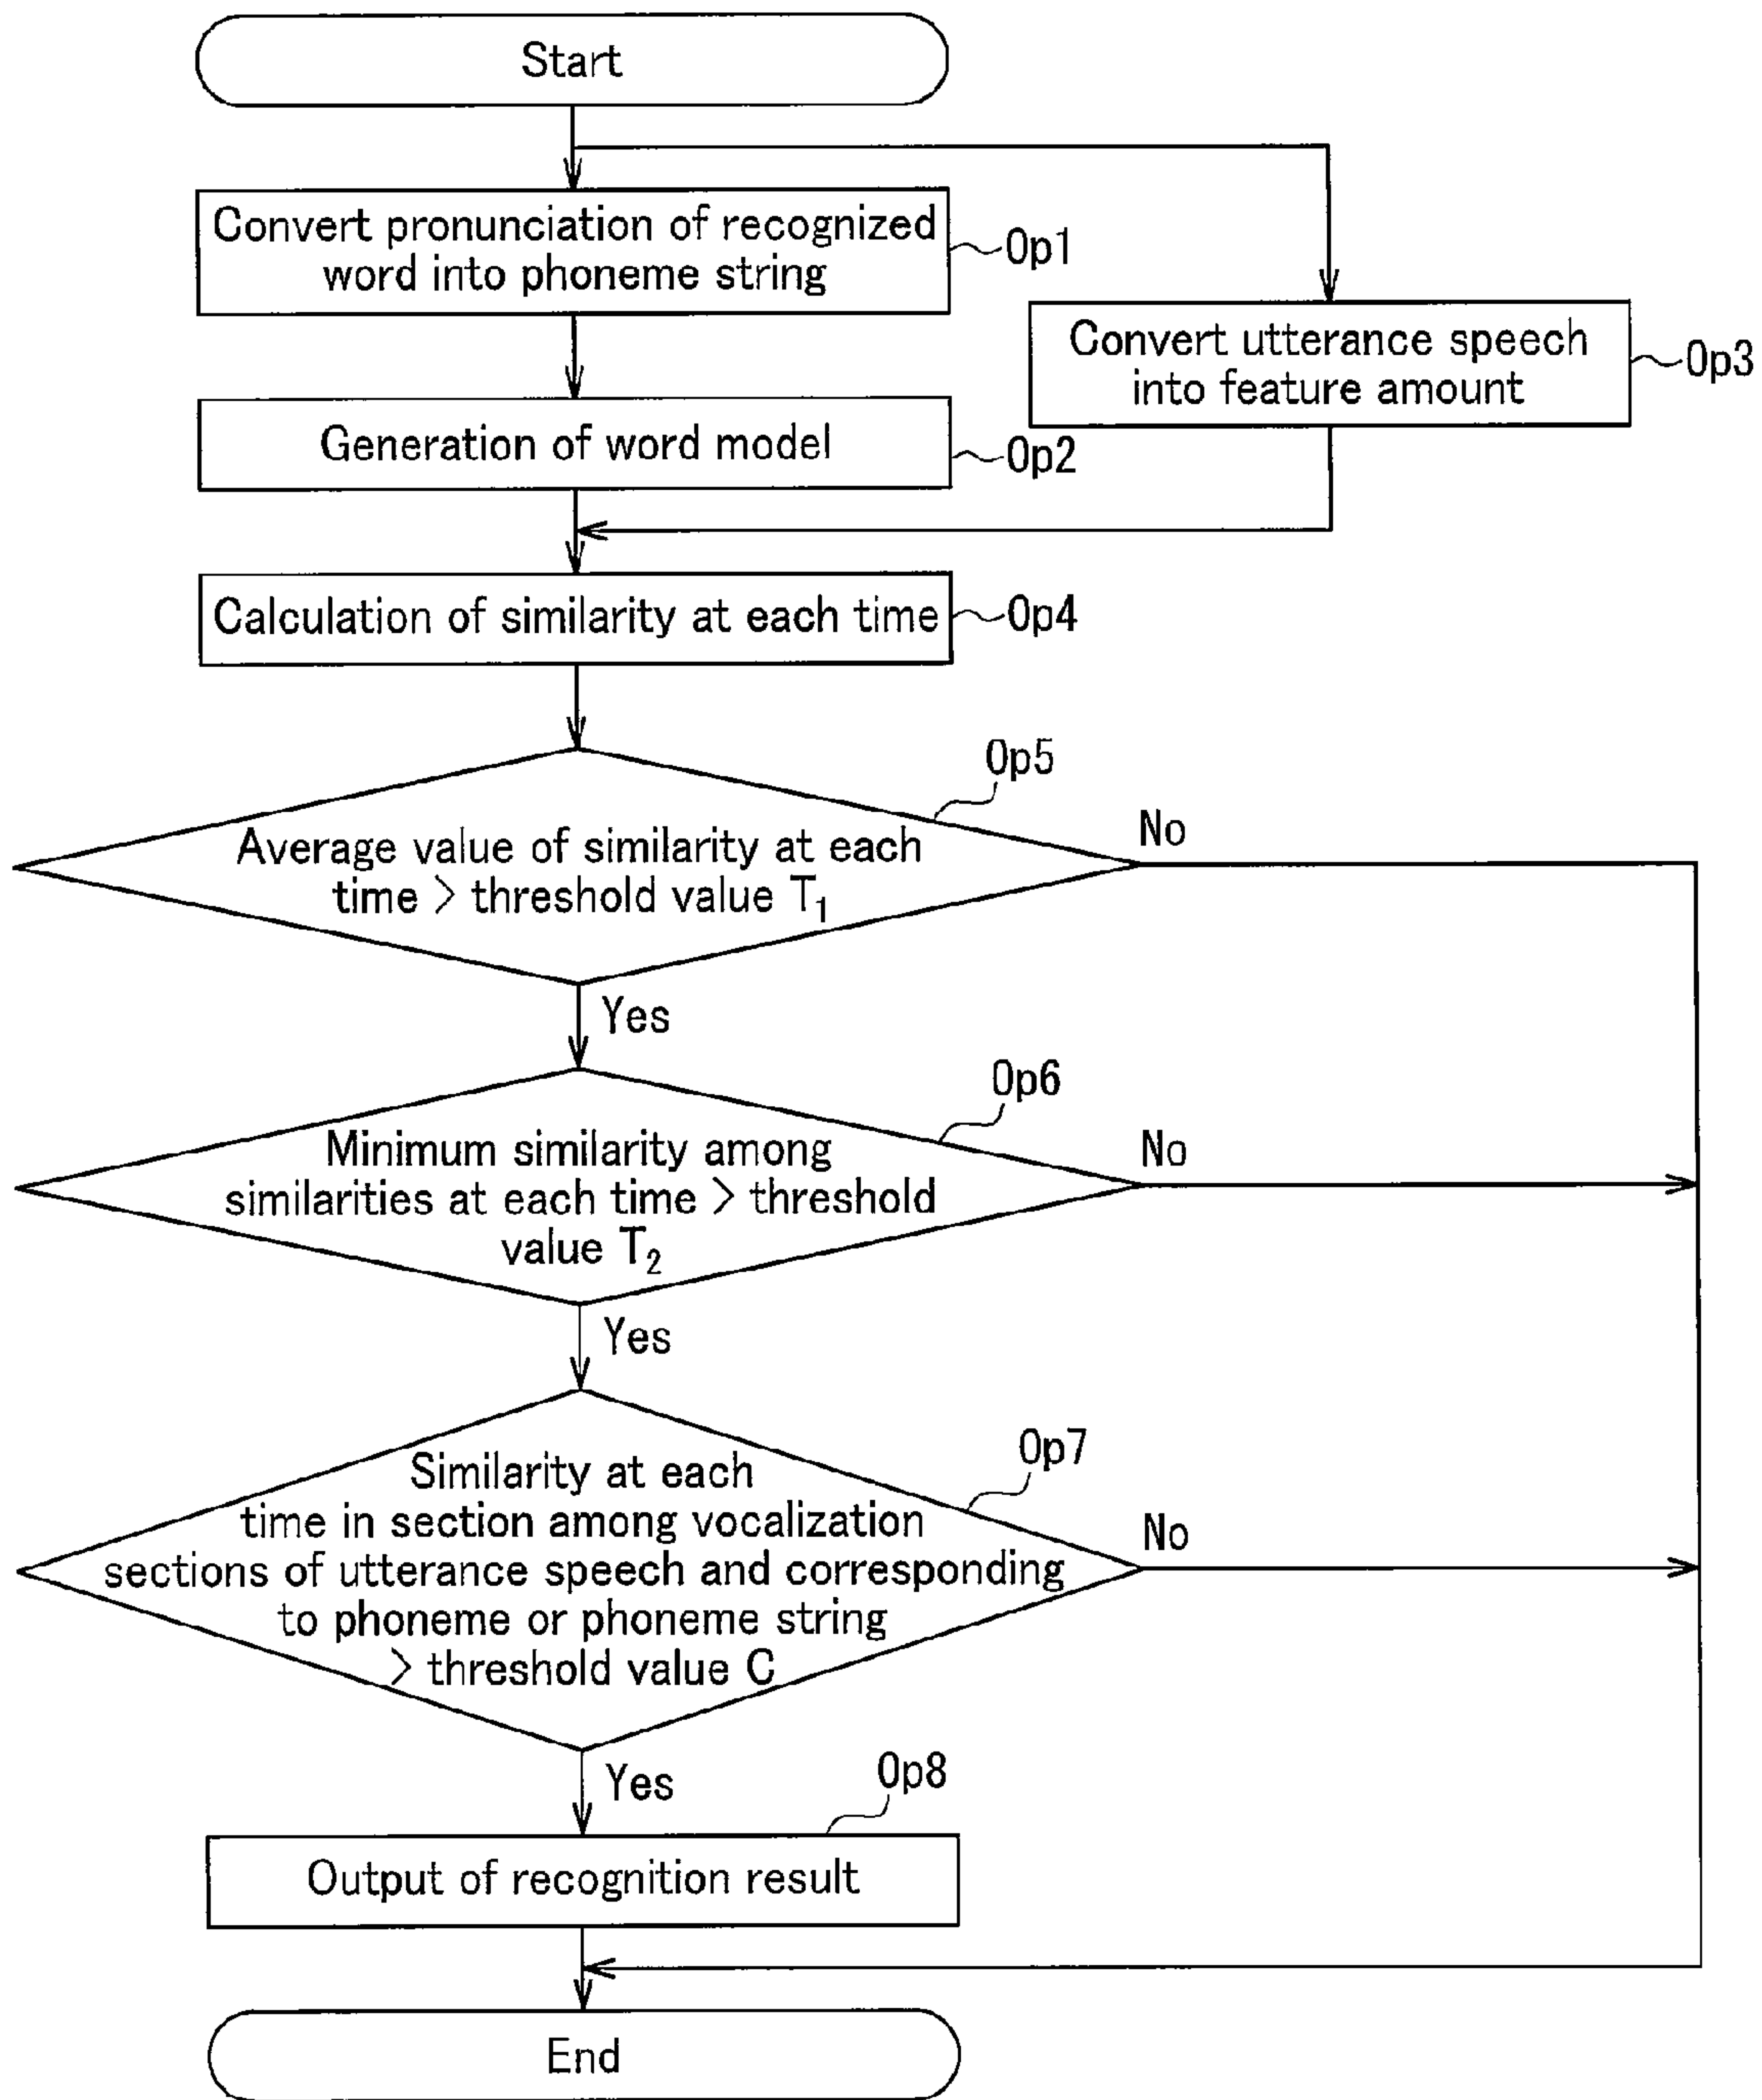 Start
Convert pronunciation of recognized
word into phoneme string
Op1
Convert utterance speech
into feature amount
Op3
Generation of word model
Op2
Calculation of similarity at each time
Op4
Op5
Average value of similarity at each
time > threshold value T₁
No
Yes
Op6
Minimum similarity among
similarities at each time > threshold
value T₂
No
Yes
Op7
Similarity at each
time in section among vocalization
sections of utterance speech and corresponding
to phoneme or phoneme string
> threshold value C
No
Yes
Op8
Output of recognition result
End